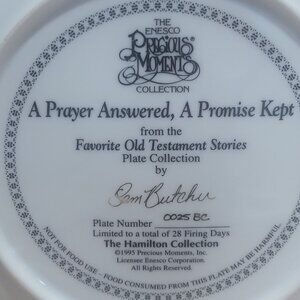 THE
ENESCO
PRECIOUS®
MOMENTS
COLLECTION
A Prayer Answered, A Promise Kept
from the
Favorite Old Testament Stories
Plate Collection
by
Sam Butcher
Plate Number 0025 BC
Limited to a total of 28 Firing Days
The Hamilton Collection
©1995 Precious Moments, Inc.
Licensee Enesco Corporation.
All Rights Reserved.
NOT FOR FOOD USE - FOOD CONSUMED FROM THIS PLATE MAY BE HARMFUL